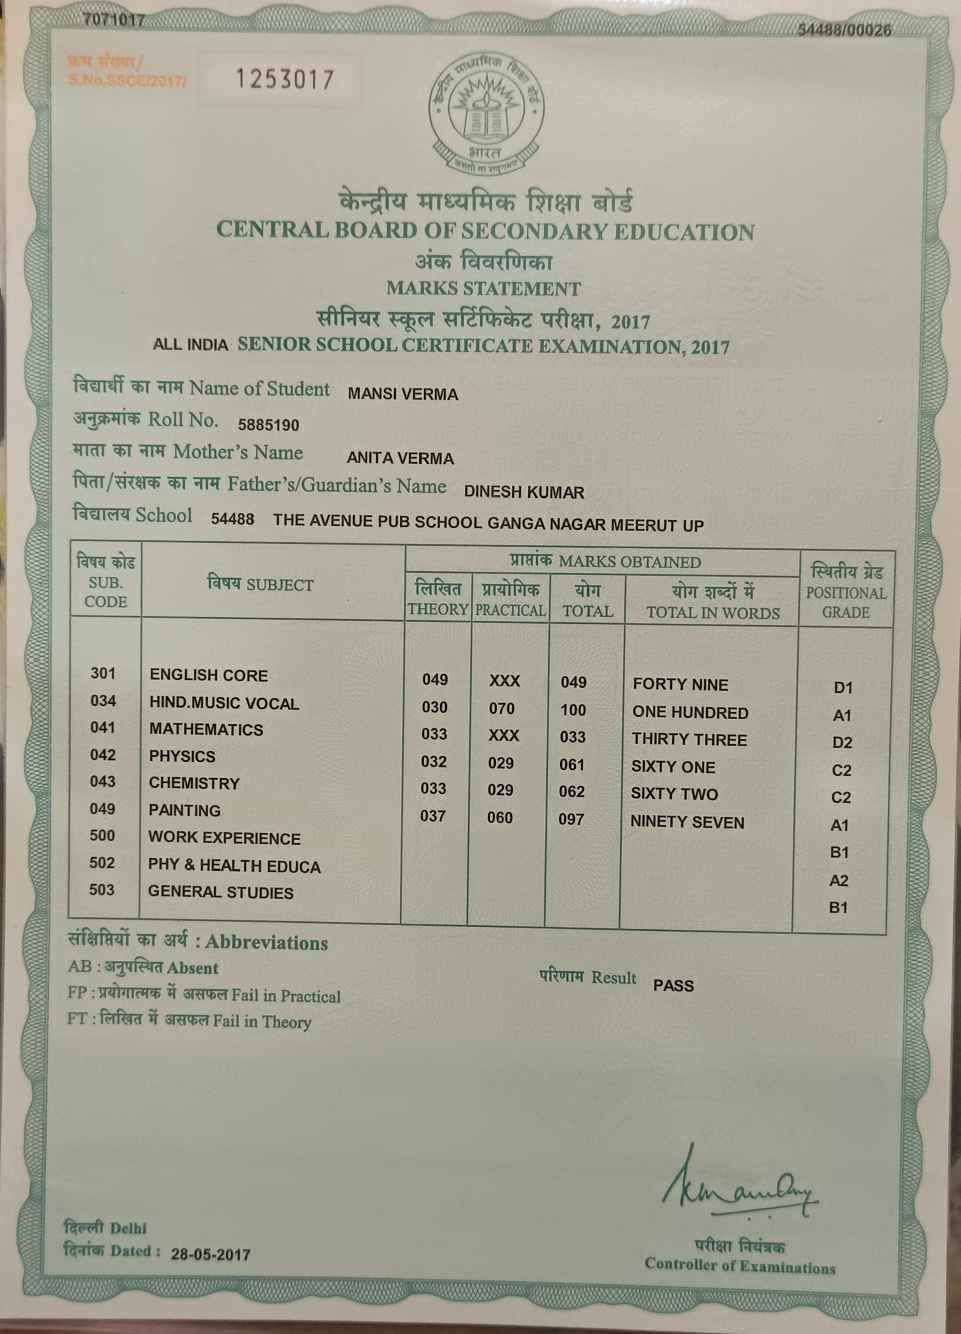 7071017
54488/00026
क्रम संख्या/
S.No.SSCE/2017/
1253017
केन्द्रीय माध्यमिक शिक्षा बोर्ड
भारत
केन्द्रीय माध्यमिक शिक्षा बोर्ड
CENTRAL BOARD OF SECONDARY EDUCATION
अंक विवरणिका
MARKS STATEMENT
सीनियर स्कूल सर्टिफिकेट परीक्षा, 2017
ALL INDIA SENIOR SCHOOL CERTIFICATE EXAMINATION, 2017
विद्यार्थी का नाम Name of Student MANSI VERMA
अनुक्रमांक Roll No. 5885190
माता का नाम Mother's Name ANITA VERMA
पिता/संरक्षक का नाम Father's/Guardian's Name DINESH KUMAR
विद्यालय School 54488 THE AVENUE PUB SCHOOL GANGA NAGAR MEERUT UP
विषय कोड SUB. CODE विषय SUBJECT प्राप्तांक MARKS OBTAINED स्थितीय ग्रेड POSITIONAL GRADE
लिखित THEORY प्रायोगिक PRACTICAL योग TOTAL योग शब्दों में TOTAL IN WORDS
301 ENGLISH CORE 049 XXX 049 FORTY NINE D1
034 HIND.MUSIC VOCAL 030 070 100 ONE HUNDRED A1
041 MATHEMATICS 033 XXX 033 THIRTY THREE D2
042 PHYSICS 032 029 061 SIXTY ONE C2
043 CHEMISTRY 033 029 062 SIXTY TWO C2
049 PAINTING 037 060 097 NINETY SEVEN A1
500 WORK EXPERIENCE B1
502 PHY & HEALTH EDUCA A2
503 GENERAL STUDIES B1
संक्षिप्तियों का अर्थ : Abbreviations
AB : अनुपस्थित Absent
FP : प्रयोगात्मक में असफल Fail in Practical
FT : लिखित में असफल Fail in Theory
परिणाम Result PASS
दिल्ली Delhi
दिनांक Dated : 28-05-2017
परीक्षा नियंत्रक
Controller of Examinations